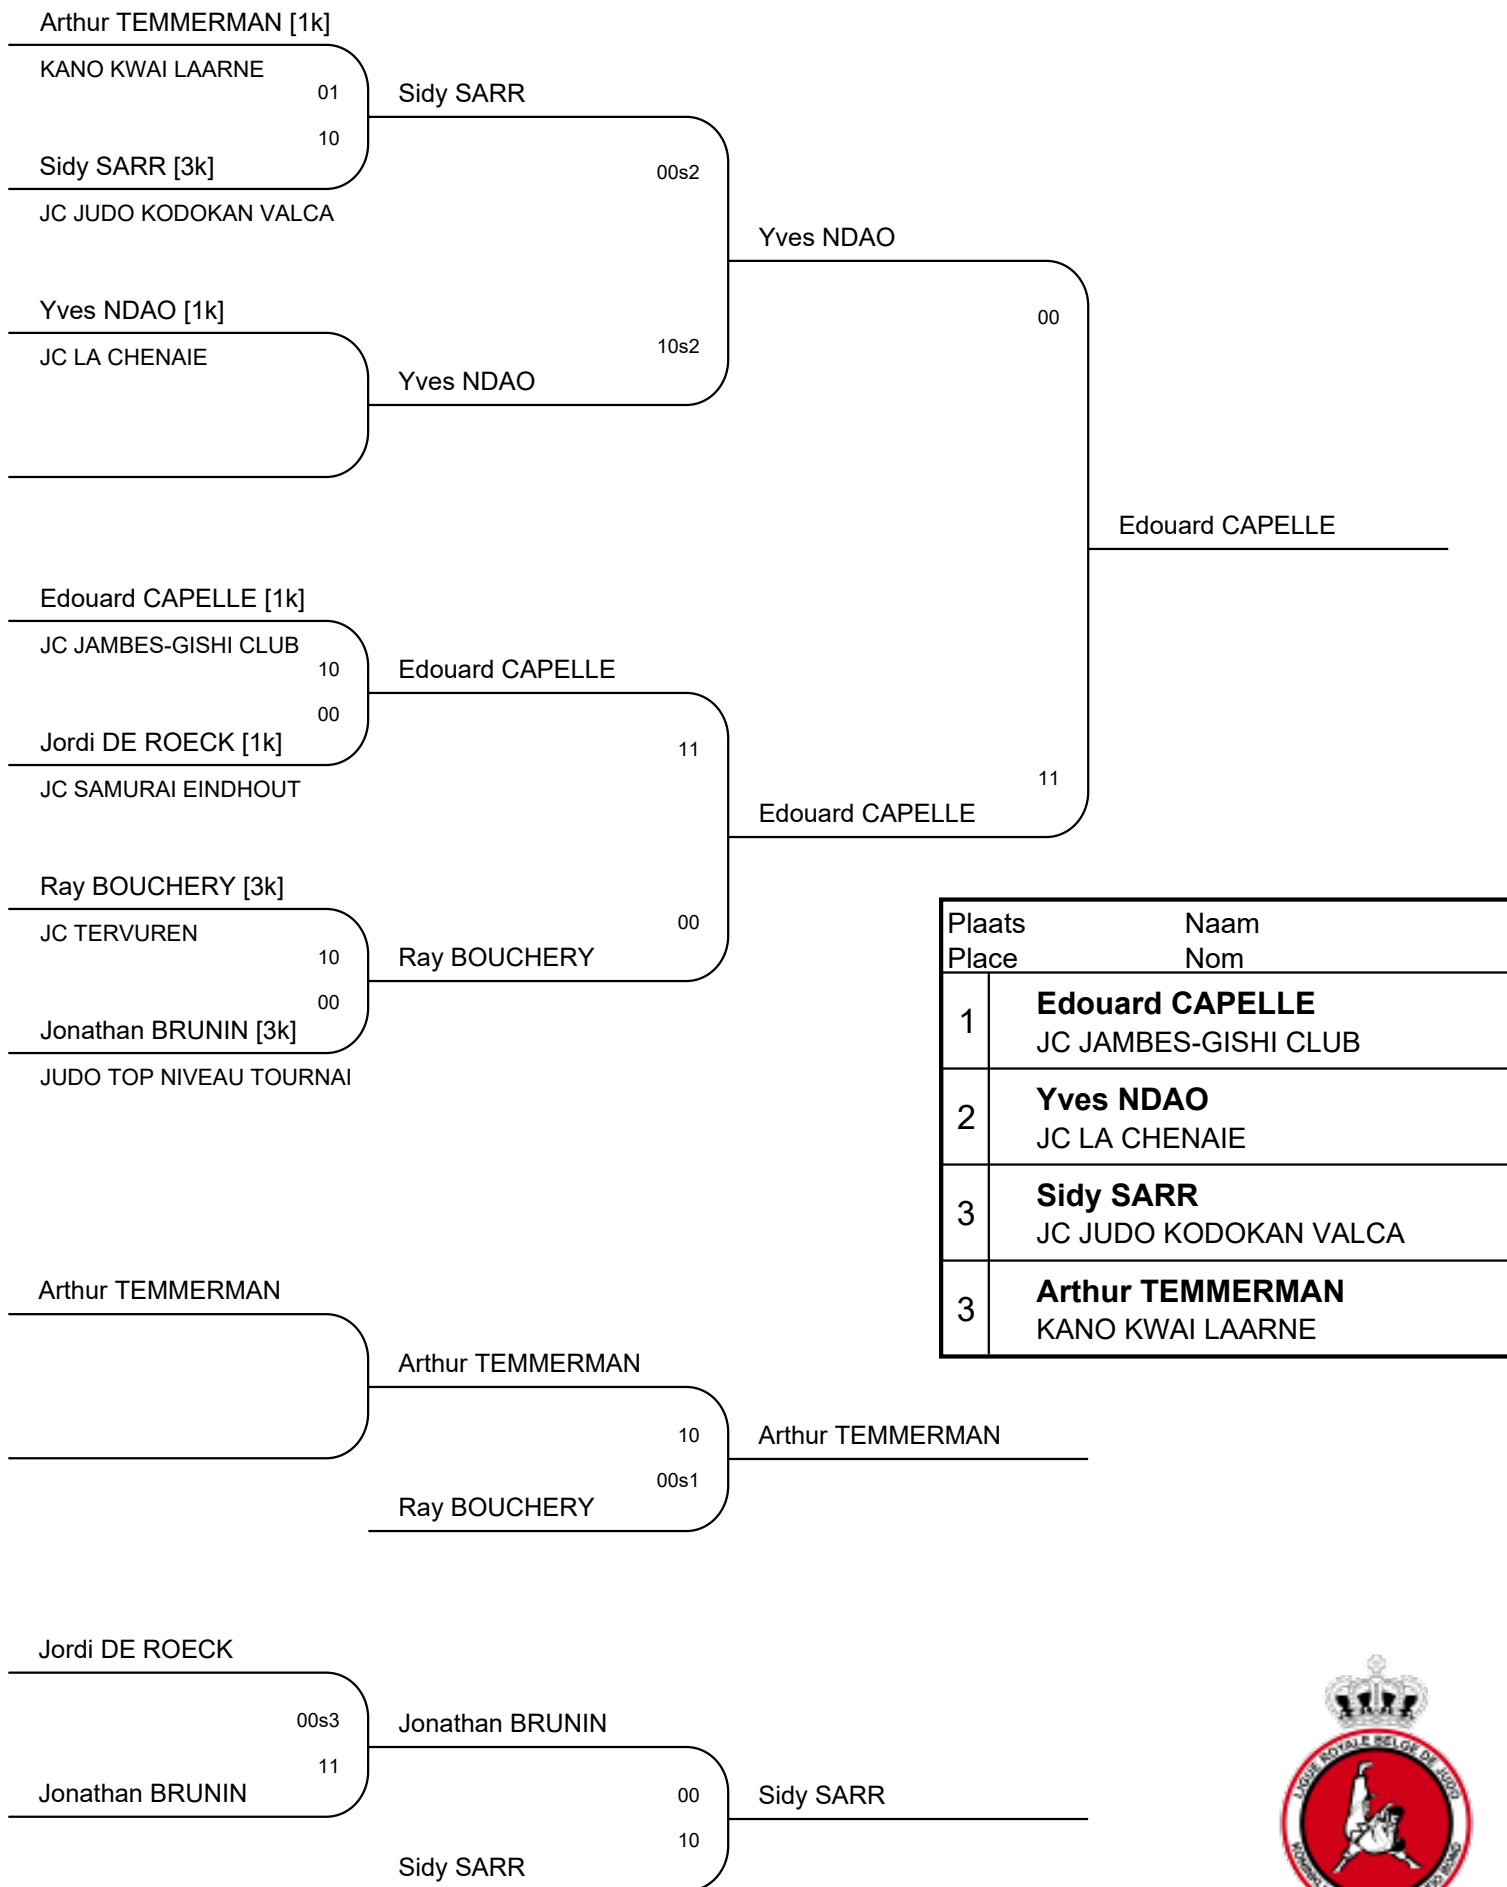 Arthur TEMMERMAN [1k]
KANO KWAI LAARNE
01
10
Sidy SARR [3k]
JC JUDO KODOKAN VALCA
Sidy SARR
00s2
Yves NDAO [1k]
JC LA CHENAIE
10s2
Yves NDAO
Yves NDAO
00
Edouard CAPELLE
Edouard CAPELLE [1k]
JC JAMBES-GISHI CLUB
10
00
Jordi DE ROECK [1k]
JC SAMURAI EINDHOUT
Edouard CAPELLE
11
11
Edouard CAPELLE
Ray BOUCHERY [3k]
JC TERVUREN
10
00
Jonathan BRUNIN [3k]
JUDO TOP NIVEAU TOURNAI
00
Ray BOUCHERY
Plaats Naam
Place Nom
1 Edouard CAPELLE
JC JAMBES-GISHI CLUB
2 Yves NDAO
JC LA CHENAIE
3 Sidy SARR
JC JUDO KODOKAN VALCA
3 Arthur TEMMERMAN
KANO KWAI LAARNE
Arthur TEMMERMAN
Arthur TEMMERMAN
10
00s1
Ray BOUCHERY
Arthur TEMMERMAN
Jordi DE ROECK
00s3
11
Jonathan BRUNIN
Jonathan BRUNIN
00
10
Sidy SARR
Sidy SARR
LIGUE ROYALE BELGE DE JUDO